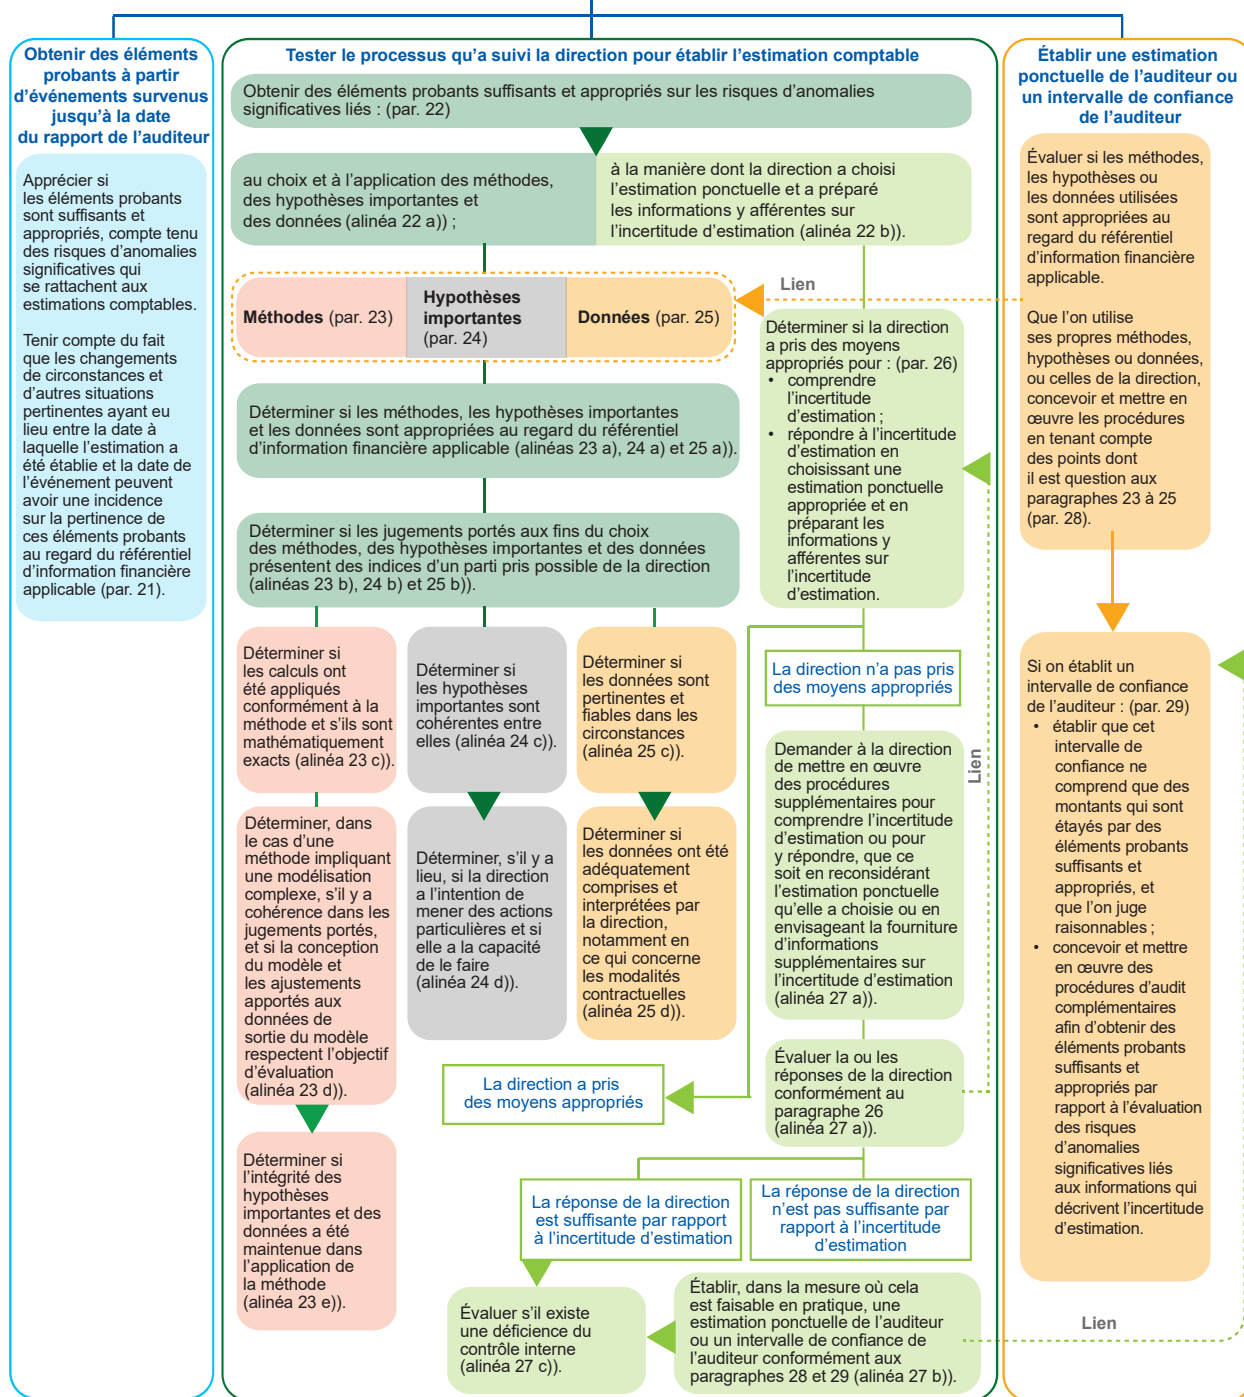 Obtenir des éléments
probants à partir
d’événements survenus
jusqu’à la date
du rapport de l’auditeur
Apprécier si
les éléments probants
sont suffisants et
appropriés, compte tenu
des risques d’anomalies
significatives qui
se rattachent aux
estimations comptables.
Tenir compte du fait
que les changements
de circonstances et
d’autres situations
pertinentes ayant eu
lieu entre la date à
laquelle l’estimation a
été établie et la date de
l’événement peuvent
avoir une incidence
sur la pertinence de
ces éléments probants
au regard du référentiel
d’information financière
applicable (par. 21).
Tester le processus qu’a suivi la direction pour établir l’estimation comptable
Obtenir des éléments probants suffisants et appropriés sur les risques d’anomalies
significatives liés : (par. 22)
au choix et à l’application des méthodes,
des hypothèses importantes et
des données (alinéa 22 a)) ;
à la manière dont la direction a choisi
l’estimation ponctuelle et a préparé
les informations y afférentes sur
l’incertitude d’estimation (alinéa 22 b)).
Méthodes (par. 23)
Hypothèses
importantes
(par. 24)
Données (par. 25)
Lien
Déterminer si les méthodes, les hypothèses importantes
et les données sont appropriées au regard du référentiel
d’information financière applicable (alinéas 23 a), 24 a) et 25 a)).
Déterminer si les jugements portés aux fins du choix
des méthodes, des hypothèses importantes et des données
présentent des indices d’un parti pris possible de la direction
(alinéas 23 b), 24 b) et 25 b)).
Déterminer si
les calculs ont
été appliqués
conformément à la
méthode et s’ils sont
mathématiquement
exacts (alinéa 23 c)).
Déterminer, dans
le cas d’une
méthode impliquant
une modélisation
complexe, s’il y a
cohérence dans les
jugements portés,
et si la conception
du modèle et
les ajustements
apportés aux
données de
sortie du modèle
respectent l’objectif
d’évaluation
(alinéa 23 d)).
Déterminer si
l’intégrité des
hypothèses
importantes et des
données a été
maintenue dans
l’application de
la méthode
(alinéa 23 e)).
Déterminer si
les hypothèses
importantes sont
cohérentes entre
elles (alinéa 24 c)).
Déterminer, s’il y a
lieu, si la direction
a l’intention de
mener des actions
particulières et si
elle a la capacité
de le faire
(alinéa 24 d)).
Déterminer si
les données sont
pertinentes et
fiables dans les
circonstances
(alinéa 25 c)).
Déterminer si
les données ont été
adéquatement
comprises et
interprétées par
la direction,
notamment en
ce qui concerne
les modalités
contractuelles
(alinéa 25 d)).
Déterminer si la direction
a pris des moyens
appropriés pour : (par. 26)
• comprendre
l’incertitude
d’estimation ;
• répondre à l’incertitude
d’estimation en
choisissant une
estimation ponctuelle
appropriée et en
préparant les
informations y
afférentes sur
l’incertitude
d’estimation.
La direction n’a pas pris
des moyens appropriés
Demander à la direction
de mettre en œuvre
des procédures
supplémentaires pour
comprendre l’incertitude
d’estimation ou pour
y répondre, que ce
soit en reconsidérant
l’estimation ponctuelle
qu’elle a choisie ou en
envisageant la fourniture
d’informations
supplémentaires sur
l’incertitude d’estimation
(alinéa 27 a)).
Lien
Évaluer la ou les
réponses de la direction
conformément au
paragraphe 26
(alinéa 27 a)).
La direction a pris
des moyens appropriés
La réponse de la direction
est suffisante par rapport
à l’incertitude d’estimation
La réponse de la direction
n’est pas suffisante par
rapport à l’incertitude
d’estimation
Évaluer s’il existe
une déficience du
contrôle interne
(alinéa 27 c)).
Établir, dans la mesure où cela
est faisable en pratique, une
estimation ponctuelle de l’auditeur
ou un intervalle de confiance de
l’auditeur conformément aux
paragraphes 28 et 29 (alinéa 27 b)).
Lien
Établir une estimation
ponctuelle de l’auditeur ou
un intervalle de confiance
de l’auditeur
Évaluer si les méthodes,
les hypothèses ou
les données utilisées
sont appropriées au
regard du référentiel
d’information financière
applicable.
Que l’on utilise
ses propres méthodes,
hypothèses ou données,
ou celles de la direction,
concevoir et mettre en
œuvre les procédures
en tenant compte
des points dont
il est question aux
paragraphes 23 à 25
(par. 28).
Si on établit un
intervalle de confiance
de l’auditeur : (par. 29)
• établir que cet
intervalle de
confiance ne
comprend que des
montants qui sont
étayés par des
éléments probants
suffisants et
appropriés, et
que l’on juge
raisonnables ;
• concevoir et mettre
en œuvre des
procédures d’audit
complémentaires
afin d’obtenir des
éléments probants
suffisants et
appropriés par
rapport à l’évaluation
des risques
d’anomalies
significatives liés
aux informations qui
décrivent l’incertitude
d’estimation.